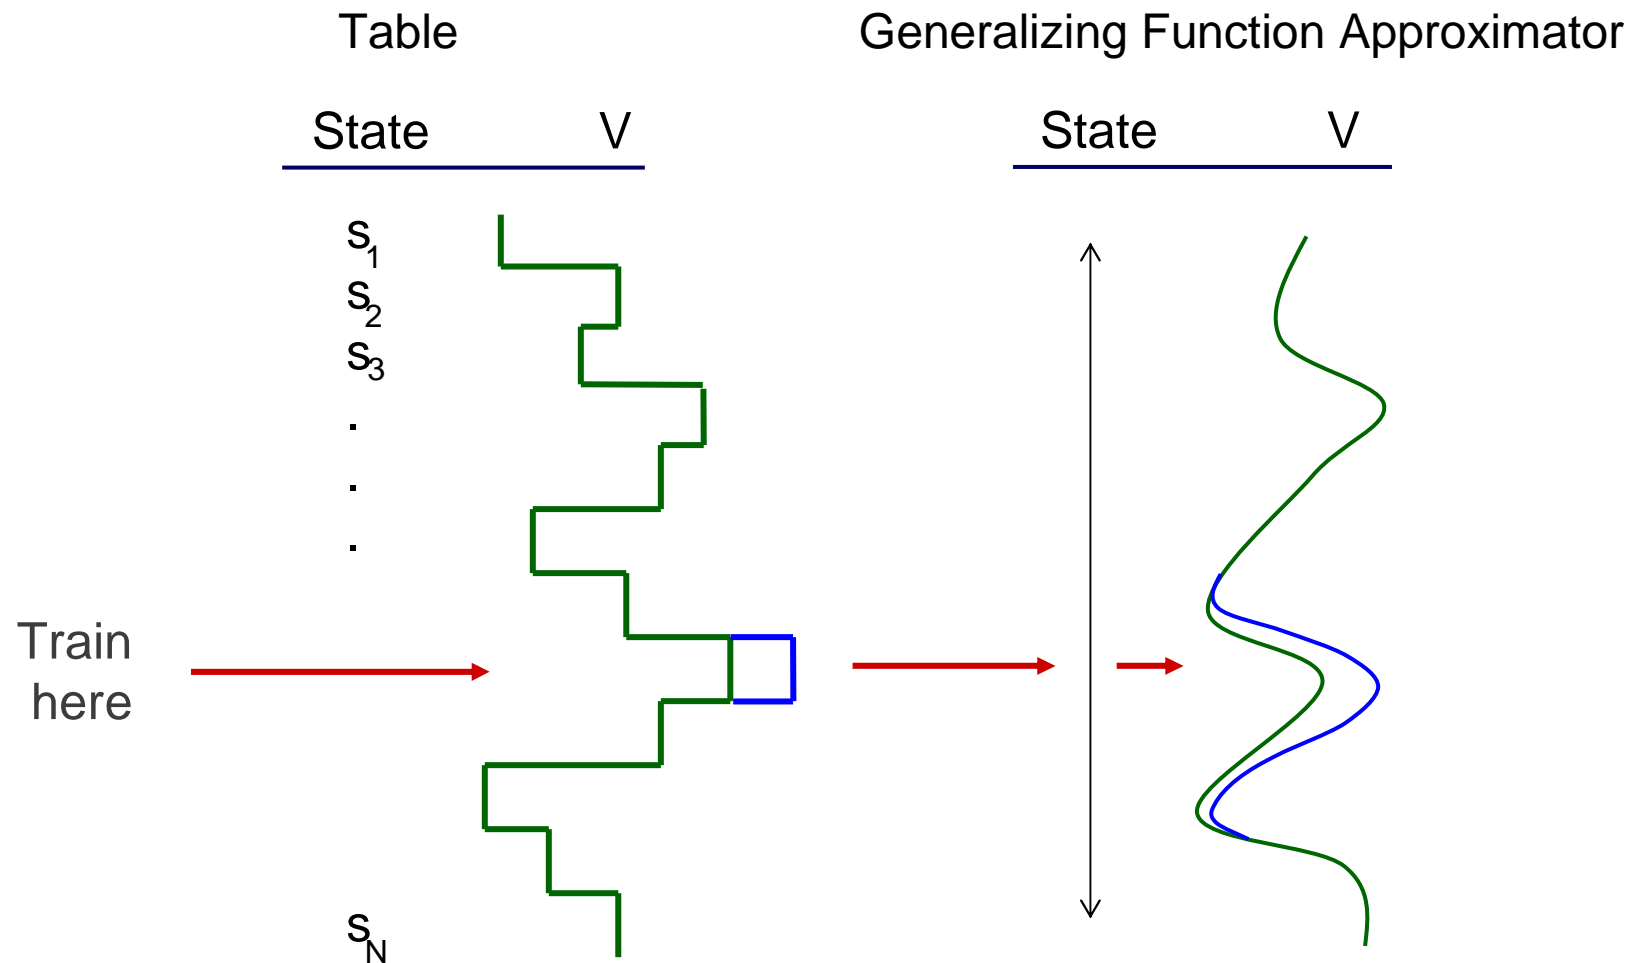 Table
Generalizing Function Approximator
State V
State V
s1
s2
s3
.
.
.
Train
here
sN